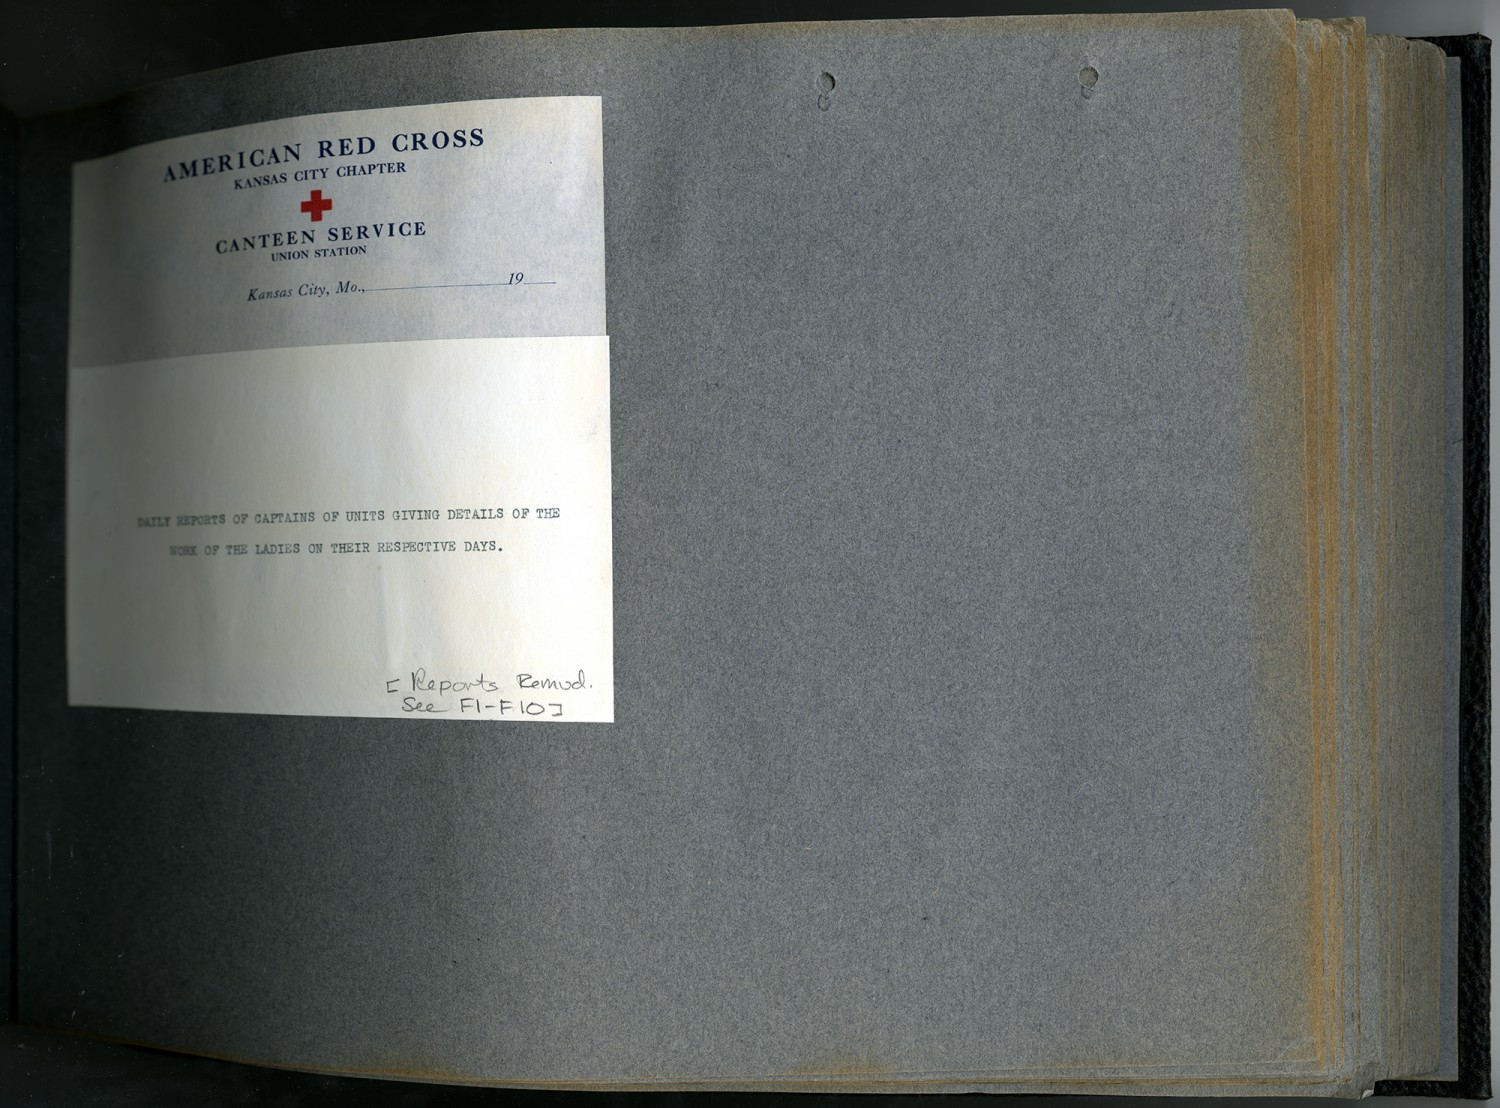 AMERICAN RED CROSS
KANSAS CITY CHAPTER
CANTEEN SERVICE
UNION STATION
Kansas City, Mo., 19
DAILY REPORTS OF CAPTAINS OF UNITS GIVING DETAILS OF THE
WORK OF THE LADIES ON THEIR RESPECTIVE DAYS.
[ Reports Remvd.
See F1-F10]